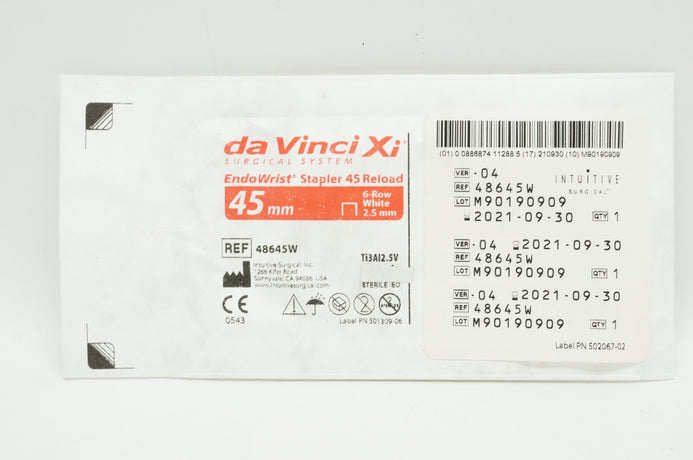 da Vinci Xi
SURGICAL SYSTEM
EndoWrist® Stapler 45 Reload
45 mm
6-Row
White
2.5 mm
REF 48645W
Ti3Al2.5V
Intuitive Surgical, Inc.
1266 Kifer Road
Sunnyvale, CA 94086, USA
www.intuitivesurgical.com
STERILE
CE
0543
Label PN 501309-06
(01) 0 0886874 11288 5 (17) 210930 (10) M90190909
VER -04
REF 48645W
LOT M90190909
2021-09-30 QTY 1
INTUITIVE
SURGICAL®
VER -04 2021-09-30
REF 48645W
LOT M90190909 QTY 1
VER -04 2021-09-30
REF 48645W
LOT M90190909 QTY 1
Label PN 502067-02